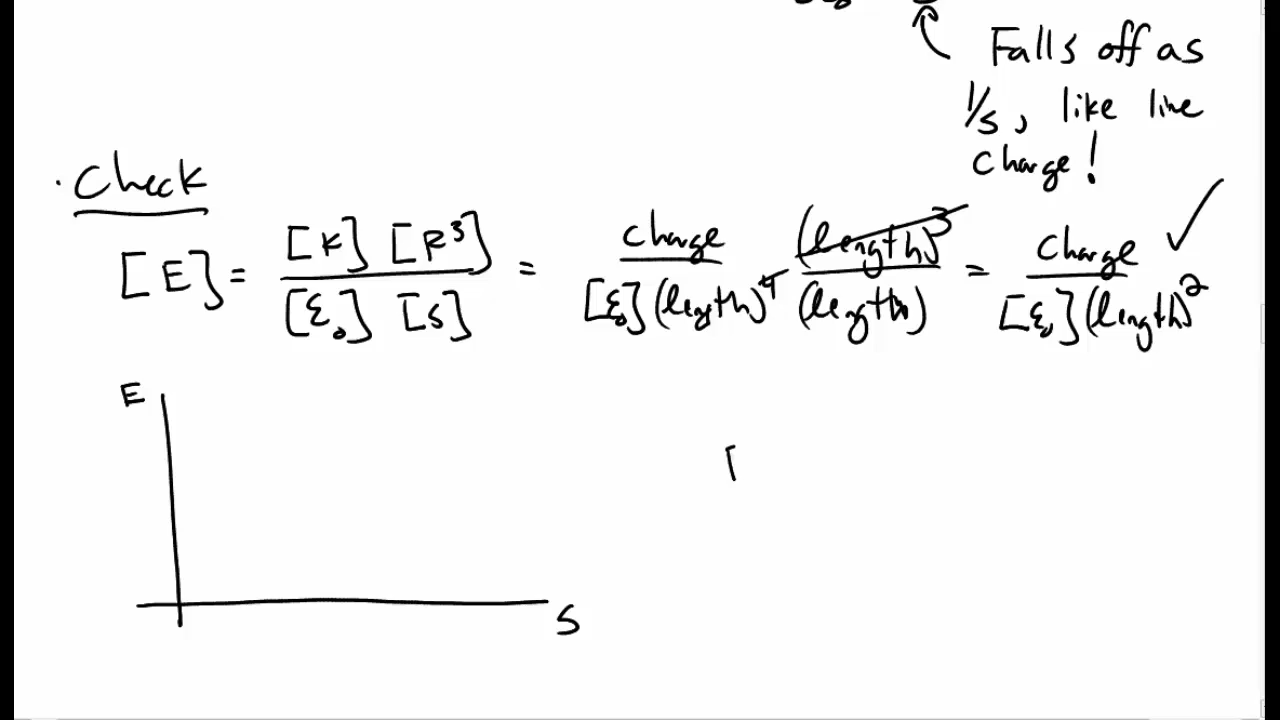 Falls off as
1/s, like line
charge!
· Check
[E] = [k] [R³] / [ε₀] [s] = charge / [ε₀] (length)⁴ (length)³ / (length) = charge / [ε₀] (length)² ✓
E
[
s